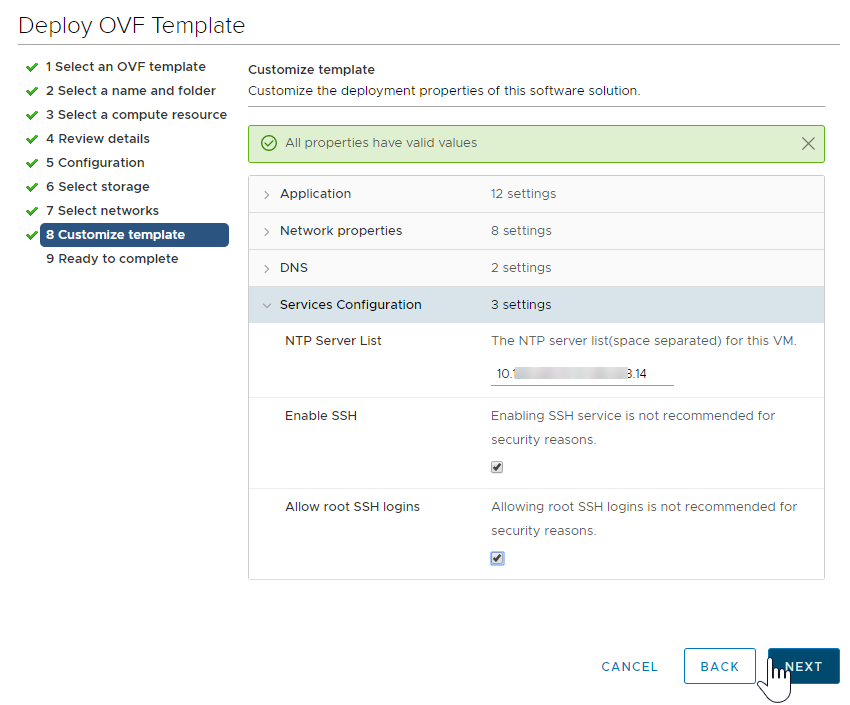 Deploy OVF Template
1 Select an OVF template
2 Select a name and folder
3 Select a compute resource
4 Review details
5 Configuration
6 Select storage
7 Select networks
8 Customize template
9 Ready to complete
Customize template
Customize the deployment properties of this software solution.
All properties have valid values
Application 12 settings
Network properties 8 settings
DNS 2 settings
Services Configuration 3 settings
NTP Server List The NTP server list(space separated) for this VM.
Enable SSH Enabling SSH service is not recommended for
security reasons.
Allow root SSH logins Allowing root SSH logins is not recommended for
security reasons.
CANCEL BACK NEXT